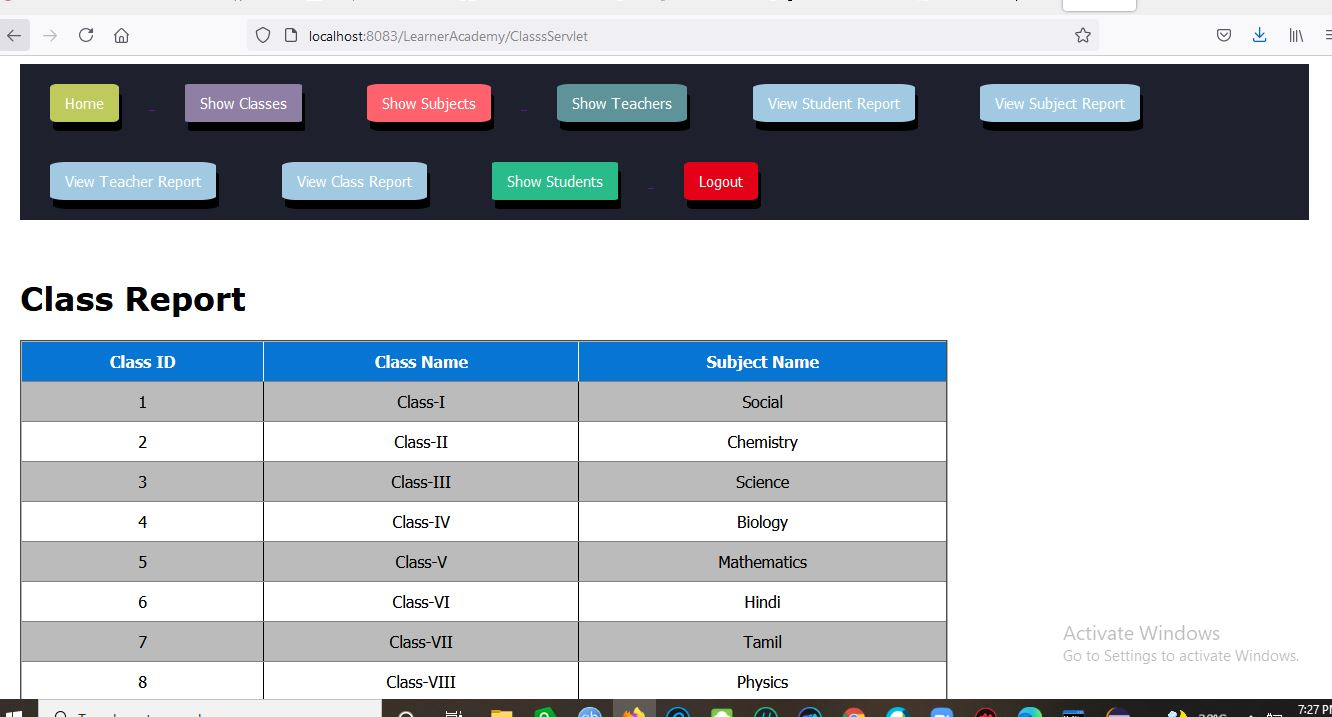 localhost:8083/LearnerAcademy/ClasssServlet
Home Show Classes Show Subjects Show Teachers View Student Report View Subject Report
View Teacher Report View Class Report Show Students Logout
Class Report
Class ID Class Name Subject Name
1 Class-I Social
2 Class-II Chemistry
3 Class-III Science
4 Class-IV Biology
5 Class-V Mathematics
6 Class-VI Hindi
7 Class-VII Tamil
8 Class-VIII Physics
Activate Windows
Go to Settings to activate Windows.
7:27 PM